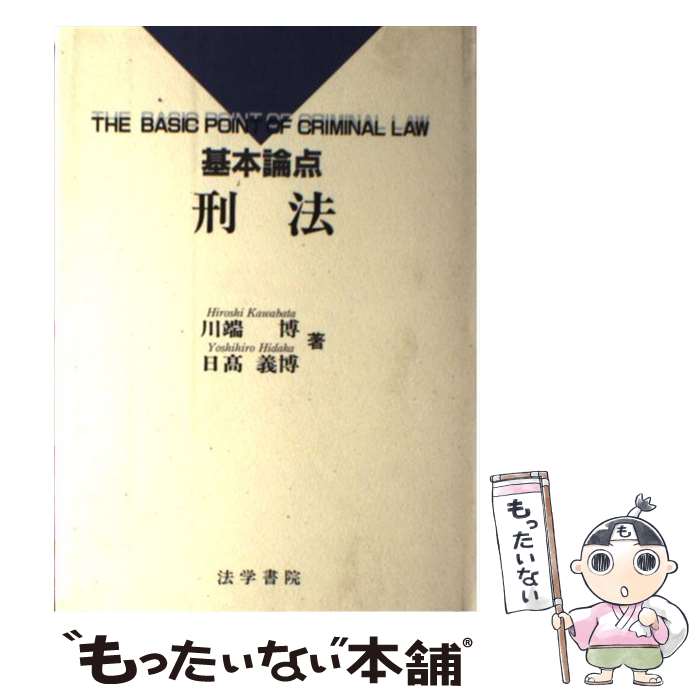 THE BASIC POINT OF CRIMINAL LAW
基本論点
刑 法
Hiroshi Kawabata
川端 博
Yoshihiro Hidaka
日髙 義博
著
法学書院
も
もったいない
“もったいない本舗®